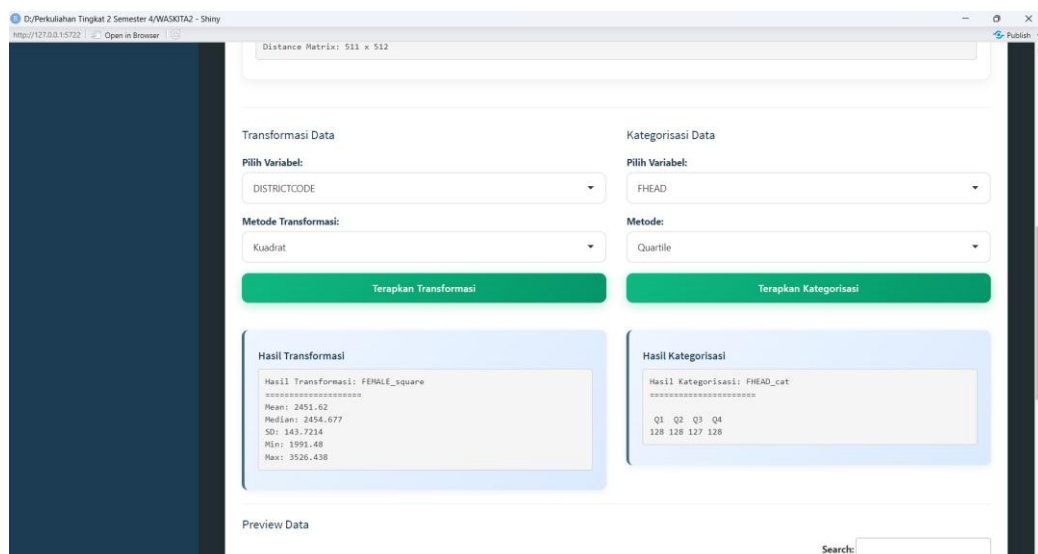 D:/Perkuliahan Tingkat 2 Semester 4/WASKITA2 - Shiny
http://127.0.0.1:5722
Open in Browser
Publish
Distance Matrix: 511 x 512
Transformasi Data
Pilih Variabel:
DISTRICTCODE
Metode Transformasi:
Kuadrat
Terapkan Transformasi
Hasil Transformasi
Hasil Transformasi: FEMALE_square
====================
Mean: 2451.62
Median: 2454.677
SD: 143.7214
Min: 1991.48
Max: 3526.438
Kategorisasi Data
Pilih Variabel:
FHEAD
Metode:
Quartile
Terapkan Kategorisasi
Hasil Kategorisasi
Hasil Kategorisasi: FHEAD_cat
======================
Q1 Q2 Q3 Q4
128 128 127 128
Preview Data
Search: